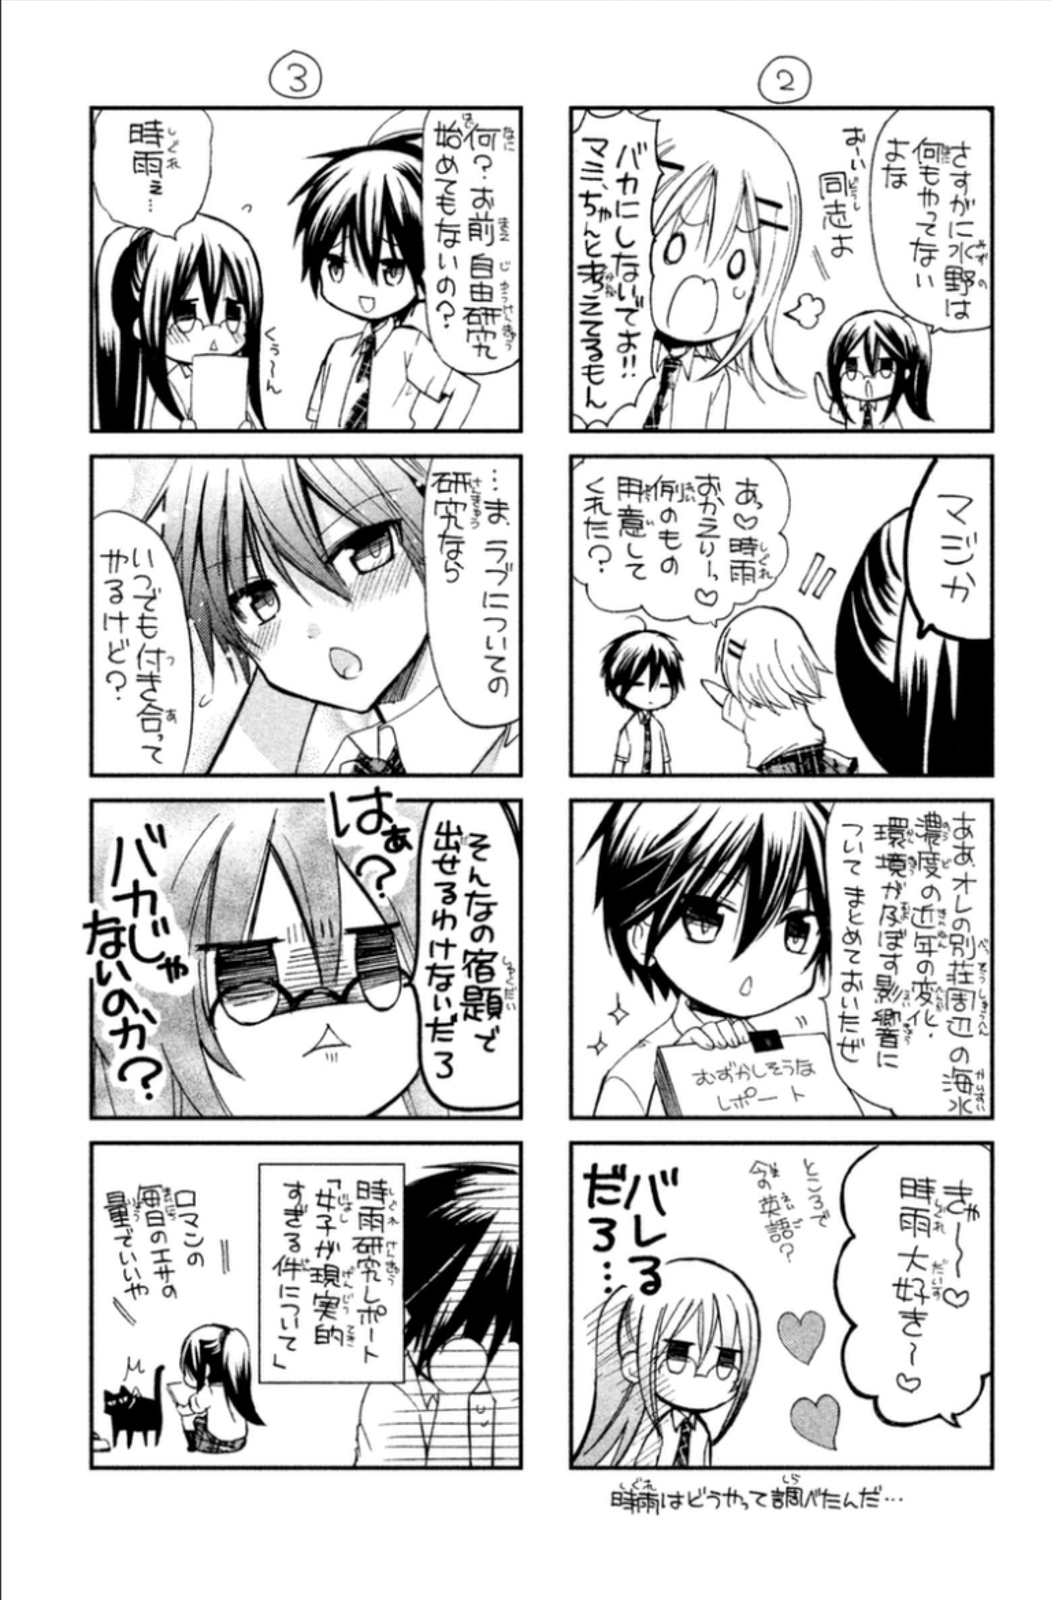 ②
さすがに水野は
何もやってない
よな
おーい
同志よ
バカにしないでよぉ!!
マミ、ちゃんと考えてるもん
マジか
あっ♡時雨
おかえりーっ♡
例のもの
用意して
くれた?
ああオレの別荘周辺の海水
濃度の近年の変化・
環境が及ぼす影響に
ついてまとめておいたぜ
むずかしそうな
レポート
きゃ〜〜♡
時雨大好き〜♡
ところで
今の英語?
バレる
だろ…
時雨はどうやって調べたんだ…
③
何?お前自由研究
始めてもないの?
時雨ぇ…
くぅ〜ん
…ま、ラブについての
研究なら
いつでも付き合って
やるけど?
そんなの宿題で
出せるわけないだろ
はぁ?
バカじゃ
ないのか?
時雨研究レポート
「女子が現実的
すぎる件について」
ロマンの
毎日のエサの
量でいいや